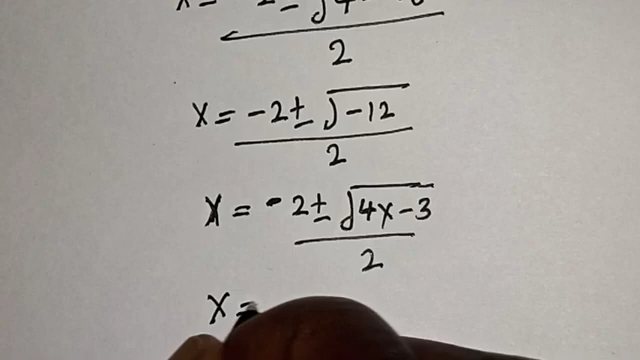 2
x = -2 ± √-12
2
x = -2 ± √4x-3
2
x =